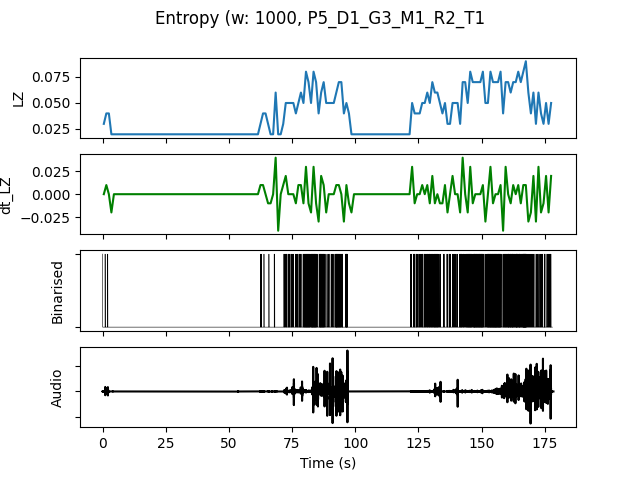 Entropy (w: 1000, P5_D1_G3_M1_R2_T1
LZ
0.075
0.050
0.025
dt_LZ
0.025
0.000
−0.025
Binarised
Audio
0 25 50 75 100 125 150 175
Time (s)